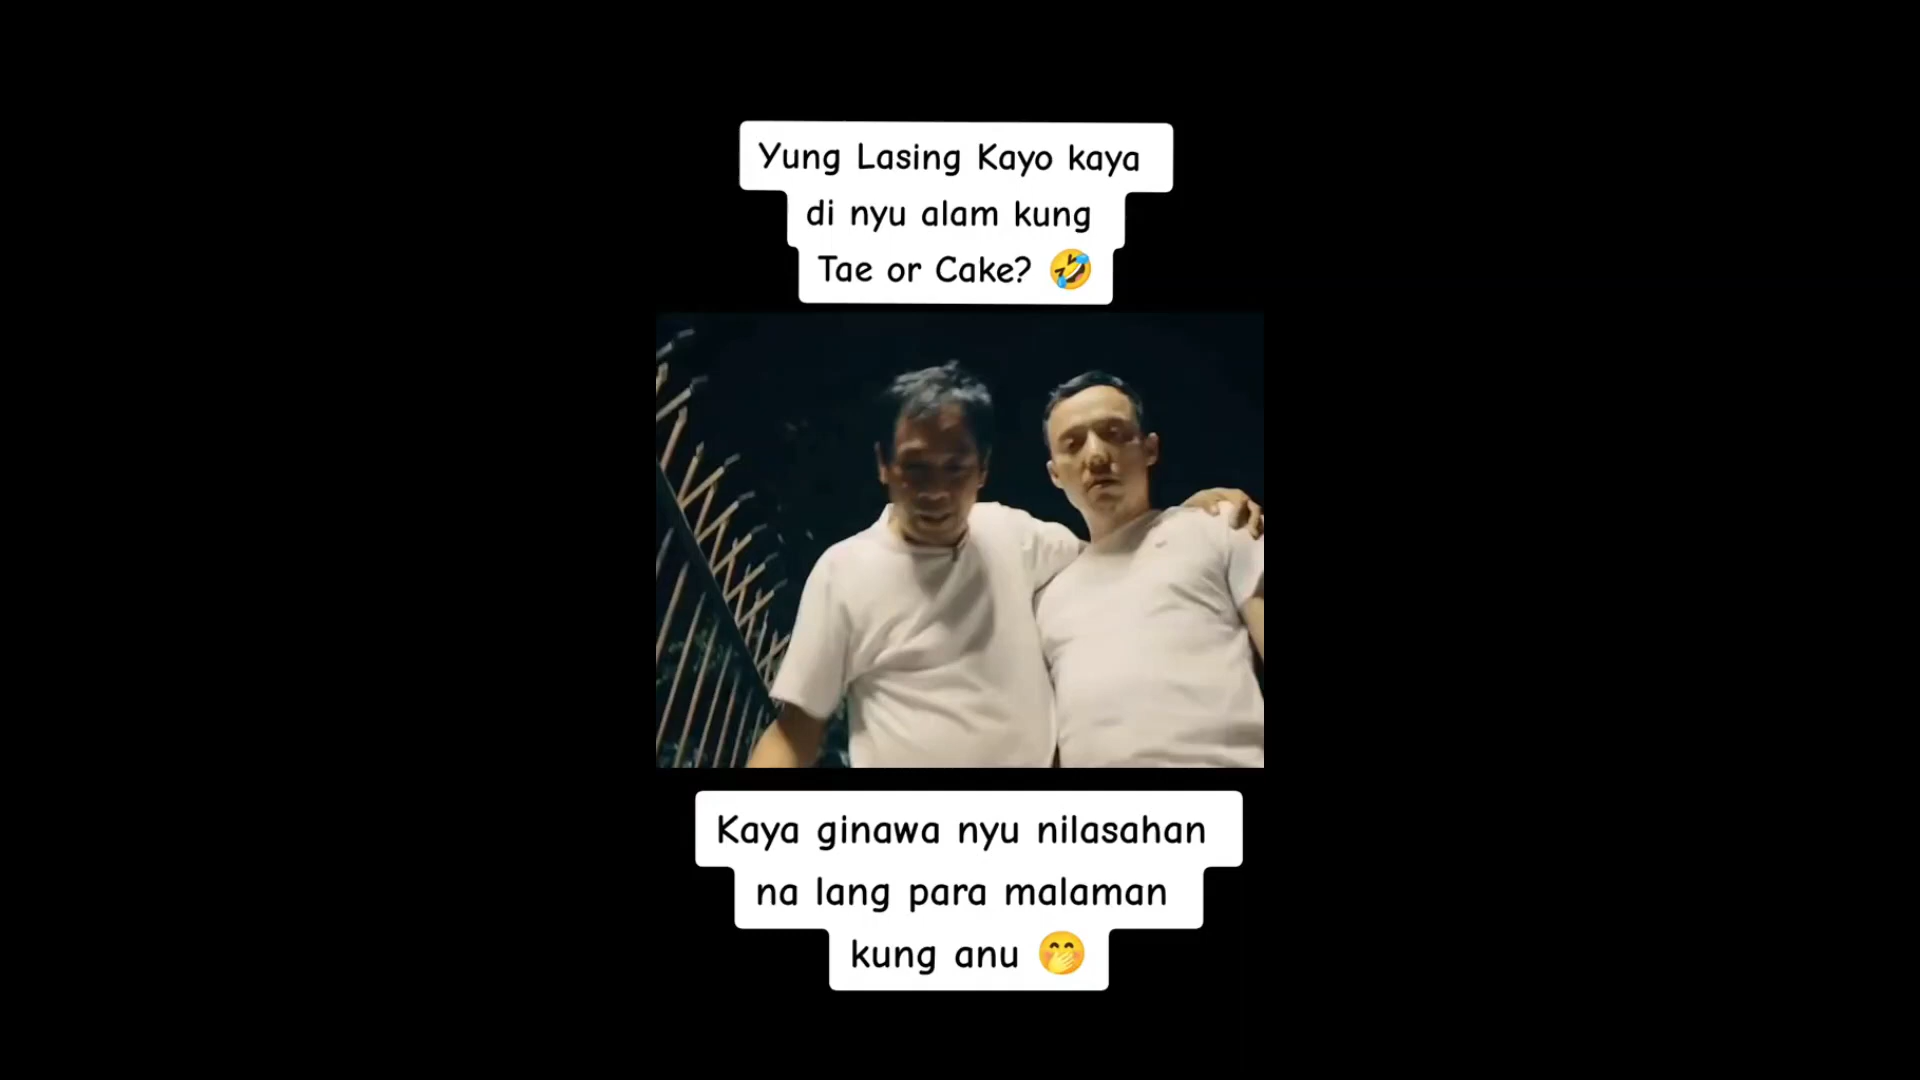 Yung Lasing Kayo kaya
di nyu alam kung
Tae or Cake? 🤣
Kaya ginawa nyu nilasahan
na lang para malaman
kung anu 🤭